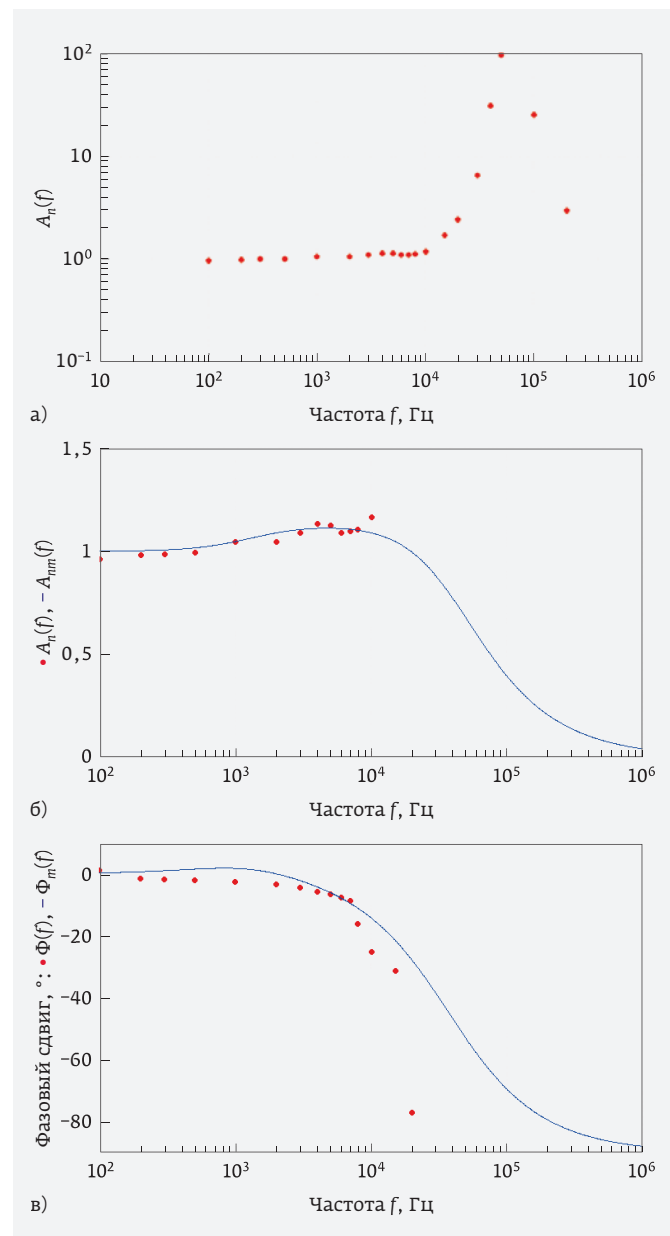 10²
10
10⁰
10⁻¹
Aₙ(f)
10 10² 10³ 10⁴ 10⁵ 10⁶
а) Частота f, Гц
1,5
1
0,5
0
• Aₙ(f), – Aₙₘ(f)
10² 10³ 10⁴ 10⁵ 10⁶
б) Частота f, Гц
0
−20
−40
−60
−80
Фазовый сдвиг, °: • Φ(f), – Φₘ(f)
10² 10³ 10⁴ 10⁵ 10⁶
в) Частота f, Гц